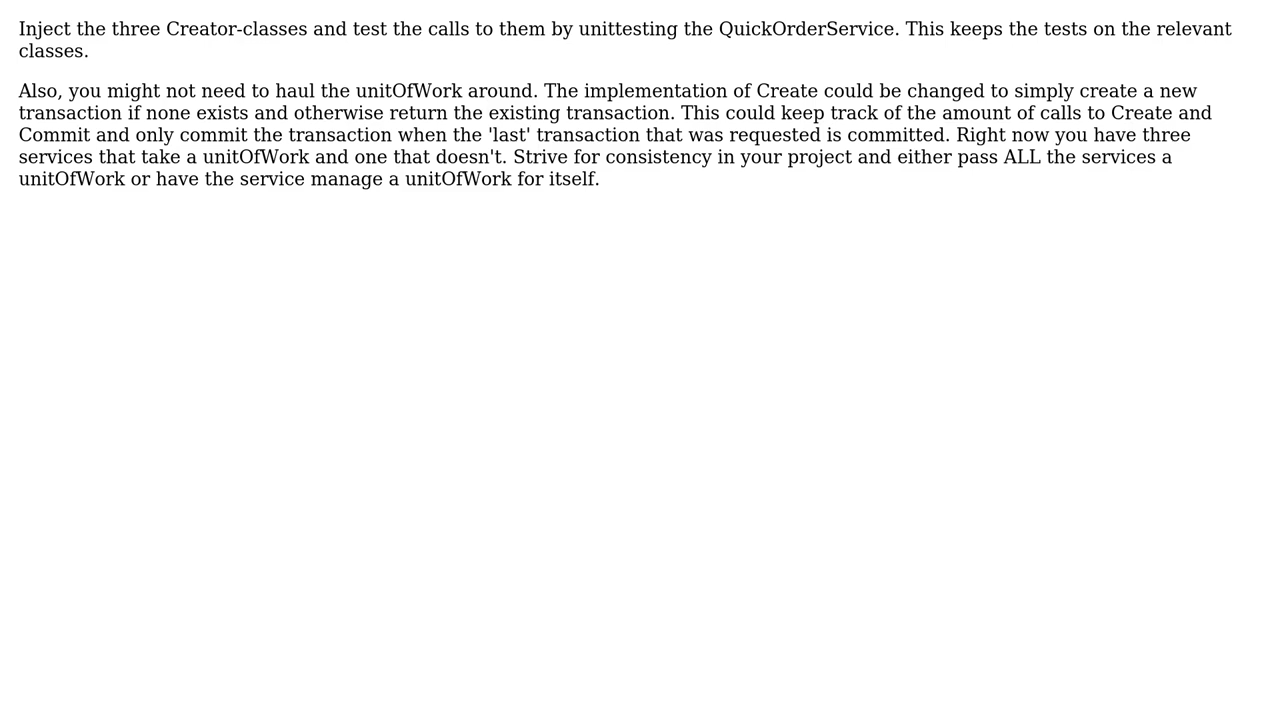 Inject the three Creator-classes and test the calls to them by unittesting the QuickOrderService. This keeps the tests on the relevant
classes.
Also, you might not need to haul the unitOfWork around. The implementation of Create could be changed to simply create a new
transaction if none exists and otherwise return the existing transaction. This could keep track of the amount of calls to Create and
Commit and only commit the transaction when the 'last' transaction that was requested is committed. Right now you have three
services that take a unitOfWork and one that doesn't. Strive for consistency in your project and either pass ALL the services a
unitOfWork or have the service manage a unitOfWork for itself.